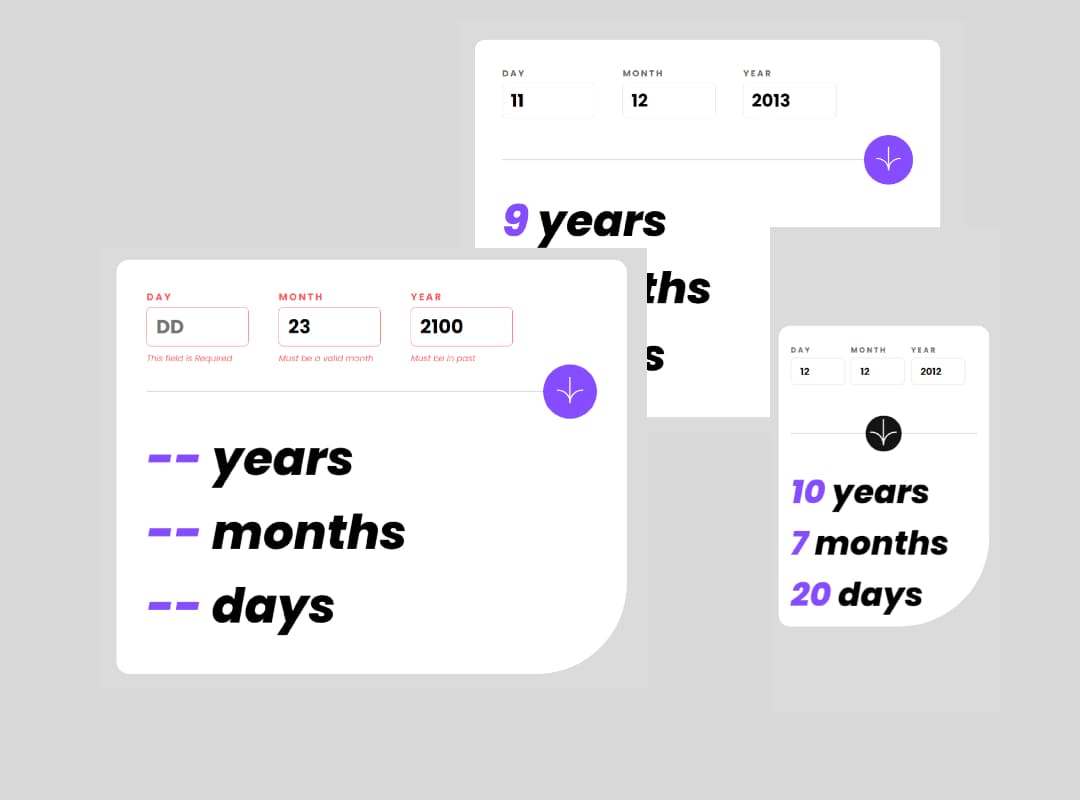 DAY MONTH YEAR
11 12 2013
9 years
ths
s
DAY MONTH YEAR
DD 23 2100
This field is Required Must be a valid month Must be in past
-- years
-- months
-- days
DAY MONTH YEAR
12 12 2012
10 years
7 months
20 days